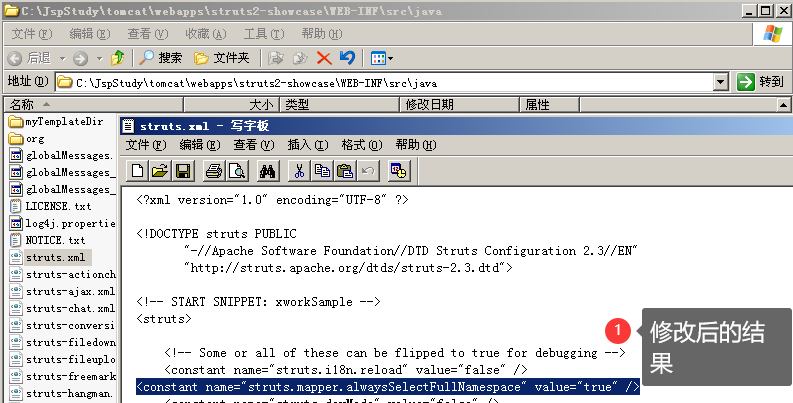 C:\JspStudy\tomcat\webapps\struts2-showcase\WEB-INF\src\java
文件(F) 编辑(E) 查看(V) 收藏(A) 工具(T) 帮助(H)
后退 搜索 文件夹
地址(D) C:\JspStudy\tomcat\webapps\struts2-showcase\WEB-INF\src\java 转到
名称 大小 类型 修改日期 属性
myTemplateDir
org
globalMessages.
globalMessages_
globalMessages_
LICENSE.txt
log4j.propertie
NOTICE.txt
struts.xml
struts-actionch
struts-ajax.xml
struts-chat.xml
struts-conversi
struts-filedown
struts-fileuplo
struts-freemark
struts-hangman.
struts.xml - 写字板
文件(F) 编辑(E) 查看(V) 插入(I) 格式(O) 帮助(H)
<?xml version="1.0" encoding="UTF-8" ?>
<!DOCTYPE struts PUBLIC
"-//Apache Software Foundation//DTD Struts Configuration 2.3//EN"
"http://struts.apache.org/dtds/struts-2.3.dtd">
<!-- START SNIPPET: xworkSample -->
<struts>
<!-- Some or all of these can be flipped to true for debugging -->
<constant name="struts.i18n.reload" value="false" />
<constant name="struts.mapper.alwaysSelectFullNamespace" value="true" />
<constant name="struts.devMode" value="false" />
1
修改后的结
果